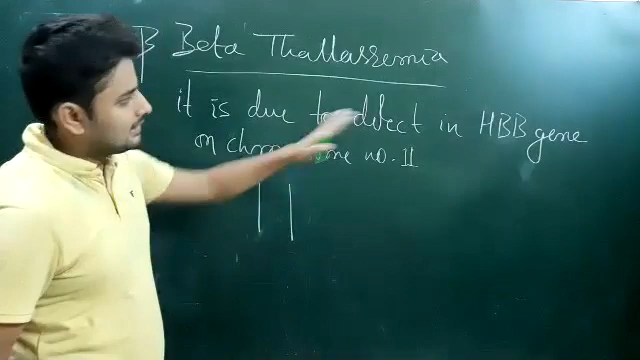 β Beta Thallassemia
it is due to defect in HBB gene
on no. 11